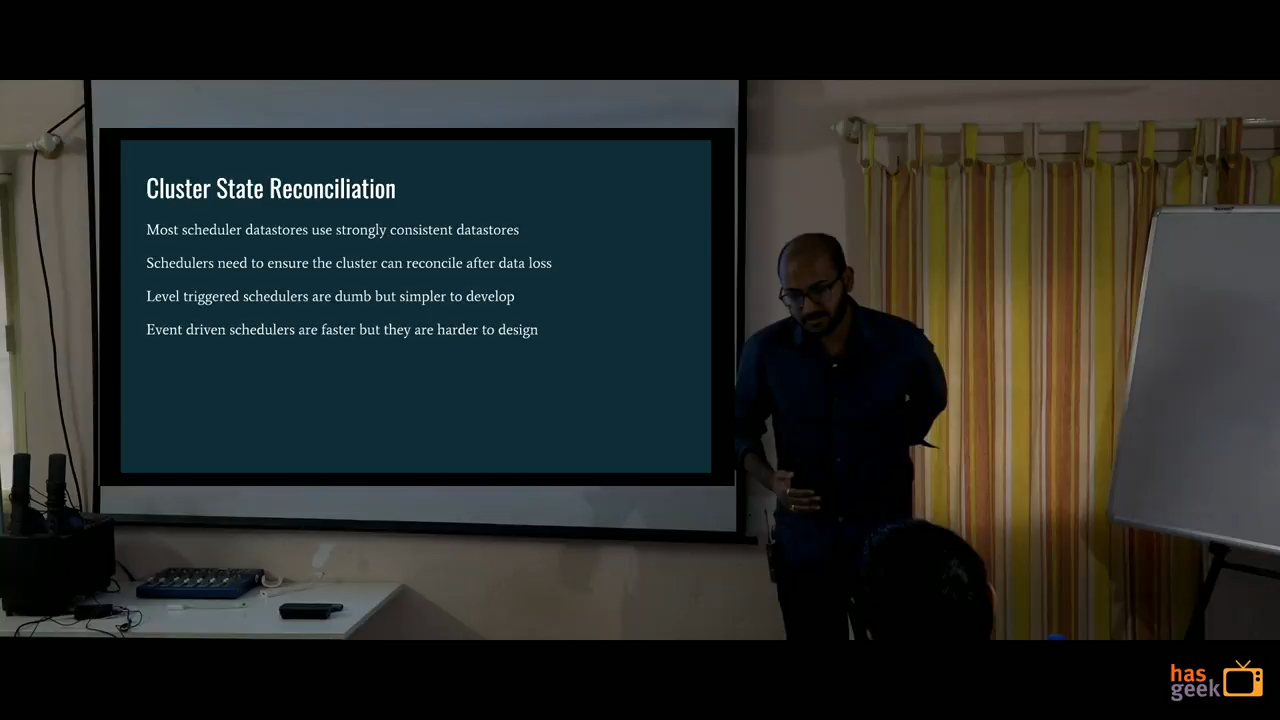 Cluster State Reconciliation
Most scheduler datastores use strongly consistent datastores
Schedulers need to ensure the cluster can reconcile after data loss
Level triggered schedulers are dumb but simpler to develop
Event driven schedulers are faster but they are harder to design
has
geek